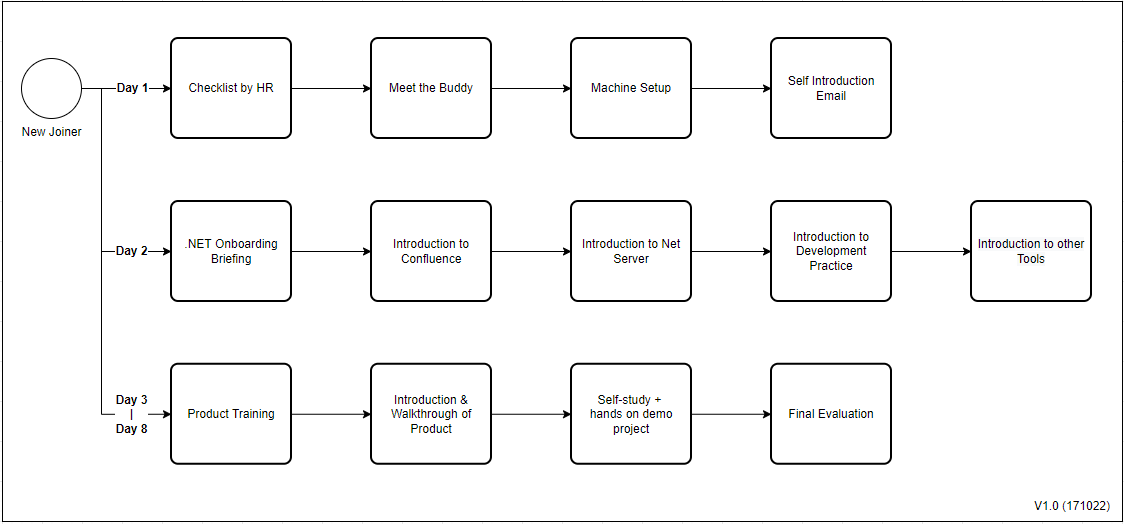 New Joiner
Day 1
Checklist by HR
Meet the Buddy
Machine Setup
Self Introduction
Email
Day 2
.NET Onboarding
Briefing
Introduction to
Confluence
Introduction to Net
Server
Introduction to
Development
Practice
Introduction to other
Tools
Day 3
|
Day 8
Product Training
Introduction &
Walkthrough of
Product
Self-study +
hands on demo
project
Final Evaluation
V1.0 (171022)